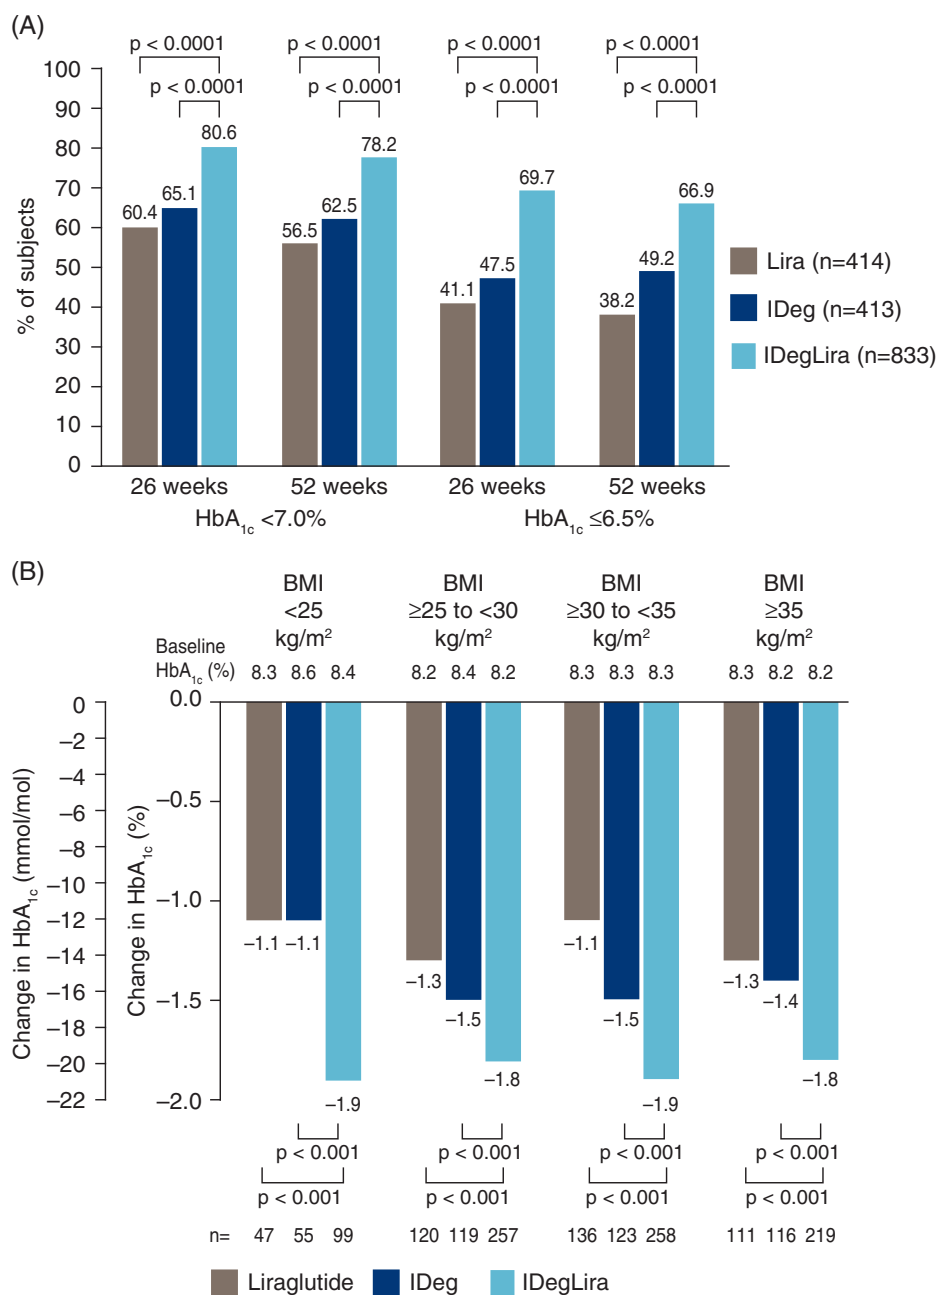 (A)
p < 0.0001 p < 0.0001 p < 0.0001 p < 0.0001
p < 0.0001 p < 0.0001 p < 0.0001 p < 0.0001
% of subjects
100
90
80
70
60
50
40
30
20
10
0
60.4 65.1 80.6 56.5 62.5 78.2 41.1 47.5 69.7 38.2 49.2 66.9
Lira (n=414)
IDeg (n=413)
IDegLira (n=833)
26 weeks 52 weeks 26 weeks 52 weeks
HbA1c <7.0% HbA1c ≤6.5%
(B)
BMI BMI BMI BMI
<25 ≥25 to <30 ≥30 to <35 ≥35
kg/m² kg/m² kg/m² kg/m²
Baseline
HbA1c (%) 8.3 8.6 8.4 8.2 8.4 8.2 8.3 8.3 8.3 8.3 8.2 8.2
Change in HbA1c (mmol/mol)
0
–2
–4
–6
–8
–10
–12
–14
–16
–18
–20
–22
Change in HbA1c (%)
0.0
–0.5
–1.0
–1.5
–2.0
–1.1 –1.1 –1.9 –1.3 –1.5 –1.8 –1.1 –1.5 –1.9 –1.3 –1.4 –1.8
p < 0.001 p < 0.001 p < 0.001 p < 0.001
p < 0.001 p < 0.001 p < 0.001 p < 0.001
n= 47 55 99 120 119 257 136 123 258 111 116 219
Liraglutide IDeg IDegLira